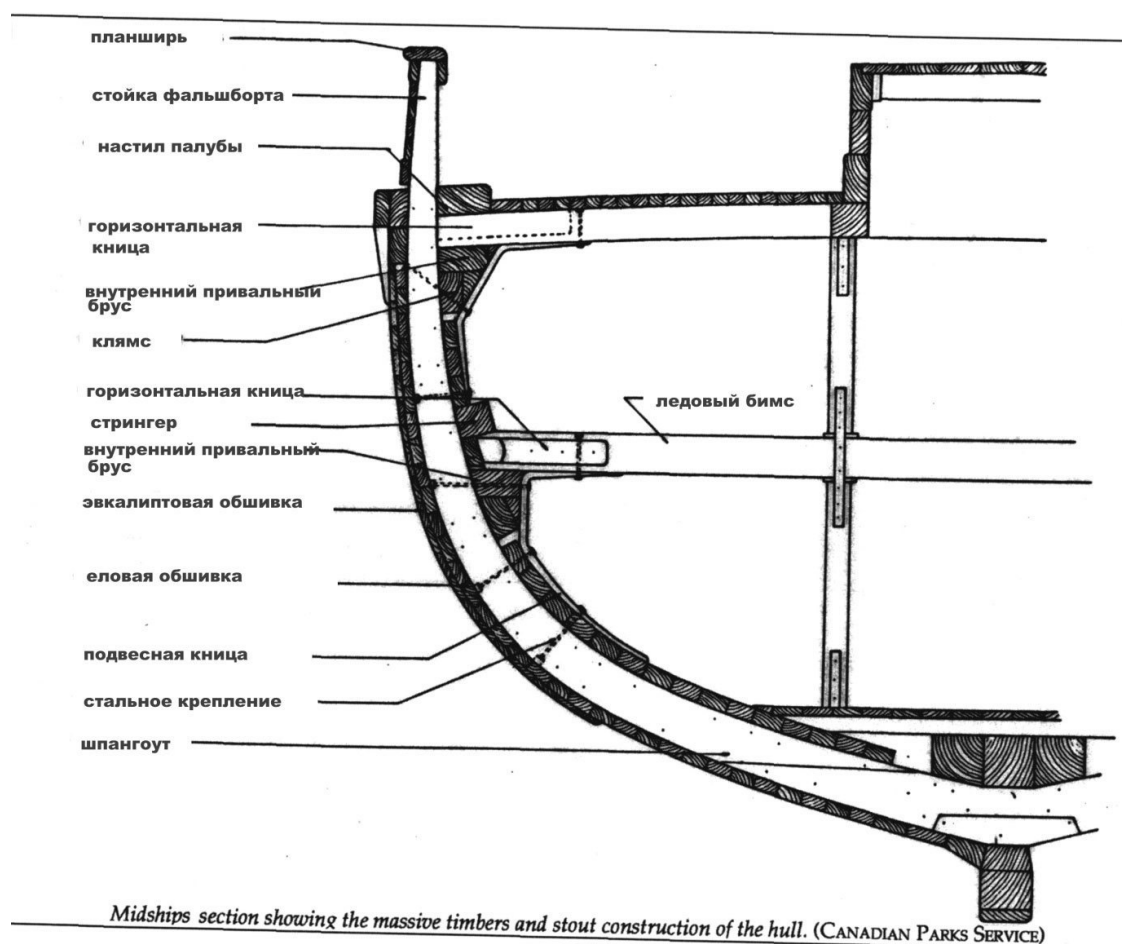 планширь
стойка фальшборта
настил палубы
горизонтальная
кница
внутренний привальный
брус
клямс
горизонтальная кница
ледовый бимс
стрингер
внутренний привальный
брус
эвкалиптовая обшивка
еловая обшивка
подвесная кница
стальное крепление
шпангоут
Midships section showing the massive timbers and stout construction of the hull. (CANADIAN PARKS SERVICE)